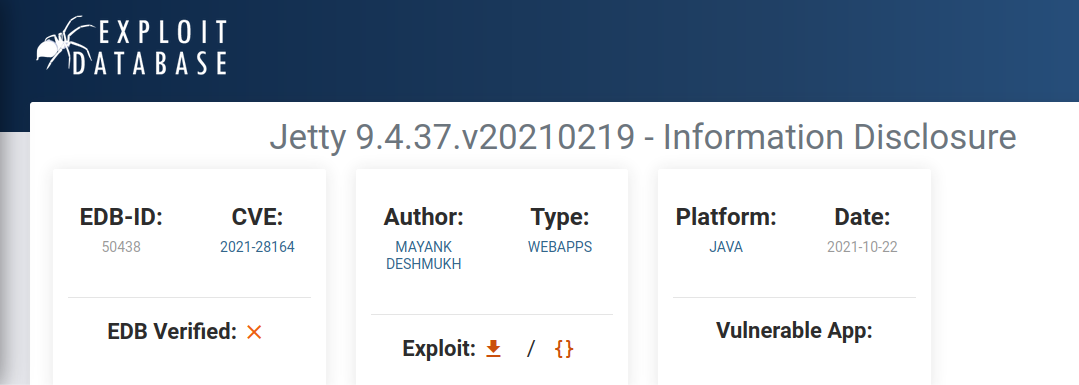 EXPLOIT
DATABASE
Jetty 9.4.37.v20210219 - Information Disclosure
EDB-ID: CVE:
50438 2021-28164
EDB Verified:
Author: Type:
MAYANK WEBAPPS
DESHMUKH
Exploit: / {}
Platform: Date:
JAVA 2021-10-22
Vulnerable App: